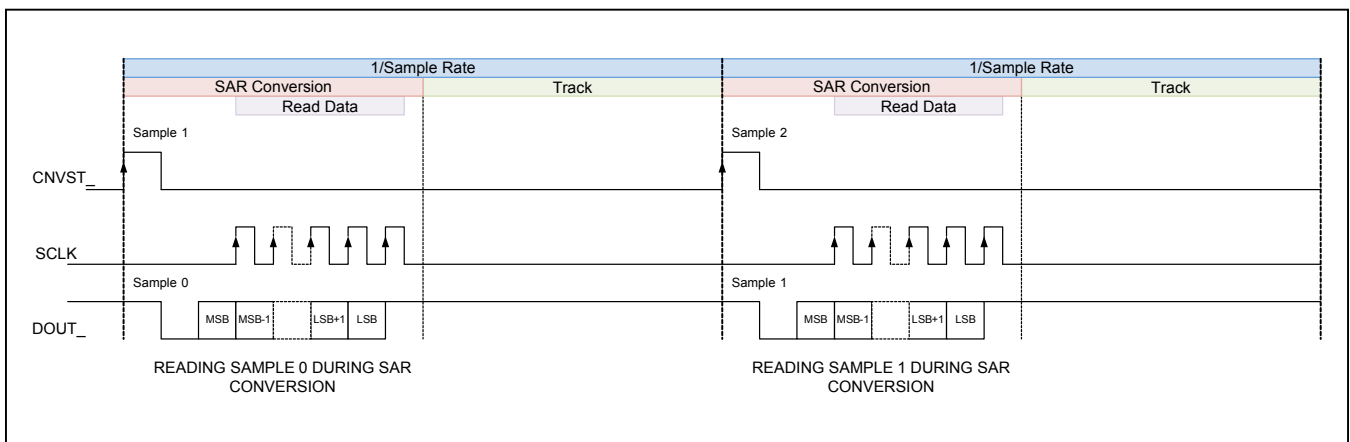 1/Sample Rate 1/Sample Rate
SAR Conversion Track SAR Conversion Track
Read Data Read Data
Sample 1 Sample 2
CNVST_
SCLK
Sample 0 Sample 1
DOUT_ MSB MSB-1 LSB+1 LSB MSB MSB-1 LSB+1 LSB
READING SAMPLE 0 DURING SAR READING SAMPLE 1 DURING SAR
CONVERSION CONVERSION